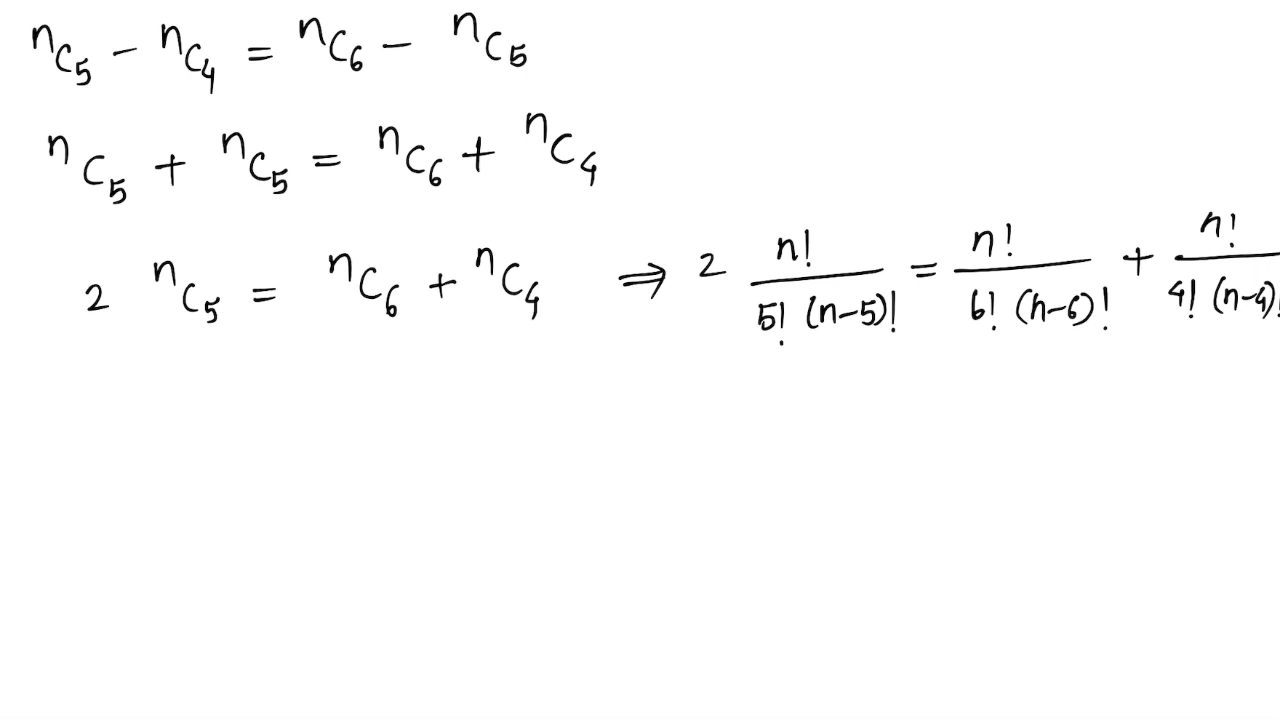 ⁿC₅ − ⁿC₄ = ⁿC₆ − ⁿC₅
ⁿC₅ + ⁿC₅ = ⁿC₆ + ⁿC₄
2 ⁿC₅ = ⁿC₆ + ⁿC₄ ⇒ 2 n!/(5! (n−5)!) = n!/(6! (n−6)!) + n!/(4! (n−4)!